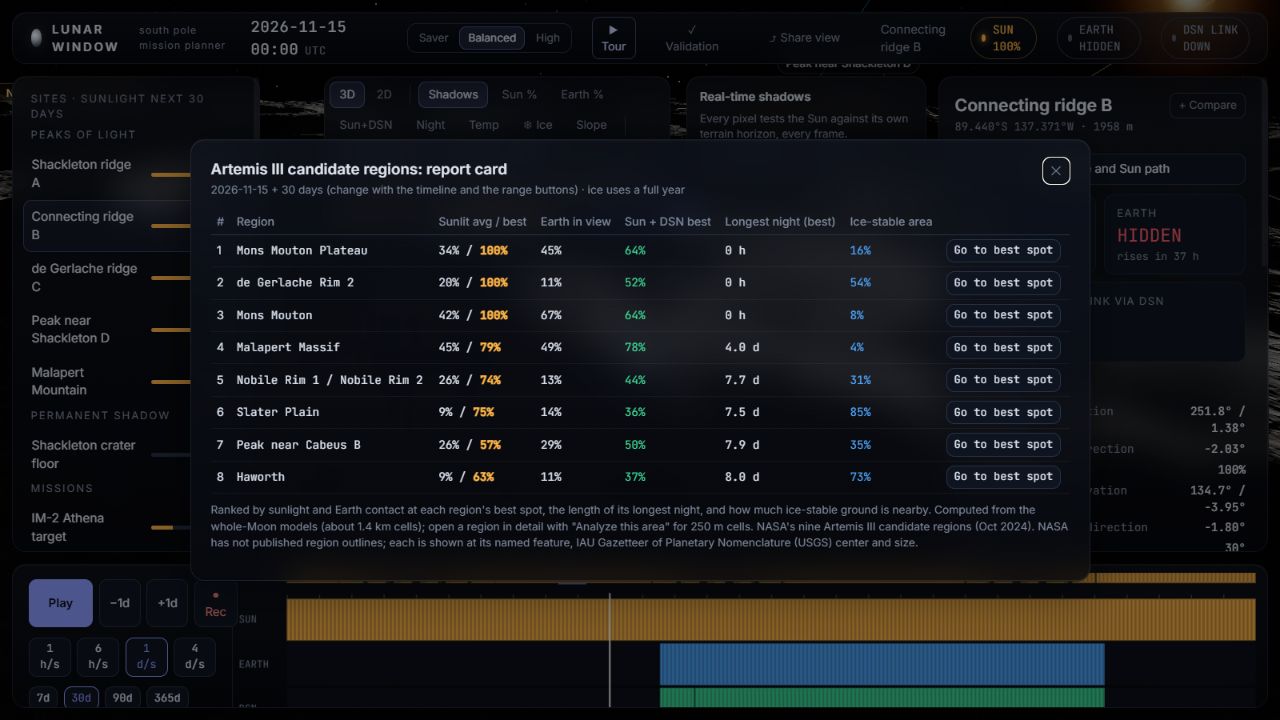 LUNAR
WINDOW
south pole
mission planner
2026-11-15
00:00 UTC
Saver Balanced High
▶
Tour
✓
Validation
⤴ Share view
Connecting
ridge B
SUN
100%
EARTH
HIDDEN
DSN LINK
DOWN
Peak near Shackleton D
N
SITES · SUNLIGHT NEXT 30
DAYS
PEAKS OF LIGHT
Shackleton ridge
A
Connecting ridge
B
de Gerlache ridge
C
Peak near
Shackleton D
Malapert
Mountain
PERMANENT SHADOW
Shackleton crater
floor
MISSIONS
IM-2 Athena
target
3D 2D Shadows Sun % Earth %
Sun+DSN Night Temp ❄ Ice Slope
Real-time shadows
Every pixel tests the Sun against its own
terrain horizon, every frame.
Connecting ridge B
+ Compare
89.440°S 137.371°W · 1958 m
and Sun path
EARTH
HIDDEN
rises in 37 h
INK VIA DSN
251.8° /
1.38°
-2.03°
100%
134.7° /
-3.95°
-1.80°
30°
Artemis III candidate regions: report card
2026-11-15 + 30 days (change with the timeline and the range buttons) · ice uses a full year
# Region Sunlit avg / best Earth in view Sun + DSN best Longest night (best) Ice-stable area
1 Mons Mouton Plateau 34% / 100% 45% 64% 0 h 16% Go to best spot
2 de Gerlache Rim 2 20% / 100% 11% 52% 0 h 54% Go to best spot
3 Mons Mouton 42% / 100% 67% 64% 0 h 8% Go to best spot
4 Malapert Massif 45% / 79% 49% 78% 4.0 d 4% Go to best spot
5 Nobile Rim 1 / Nobile Rim 2 26% / 74% 13% 44% 7.7 d 31% Go to best spot
6 Slater Plain 9% / 75% 14% 36% 7.5 d 85% Go to best spot
7 Peak near Cabeus B 26% / 57% 29% 50% 7.9 d 35% Go to best spot
8 Haworth 9% / 63% 11% 37% 8.0 d 73% Go to best spot
Ranked by sunlight and Earth contact at each region's best spot, the length of its longest night, and how much ice-stable ground is nearby. Computed from the
whole-Moon models (about 1.4 km cells); open a region in detail with "Analyze this area" for 250 m cells. NASA's nine Artemis III candidate regions (Oct 2024). NASA
has not published region outlines; each is shown at its named feature, IAU Gazetteer of Planetary Nomenclature (USGS) center and size.
Play −1d +1d
Rec
1
h/s
6
h/s
1
d/s
4
d/s
7d 30d 90d 365d
SUN
EARTH